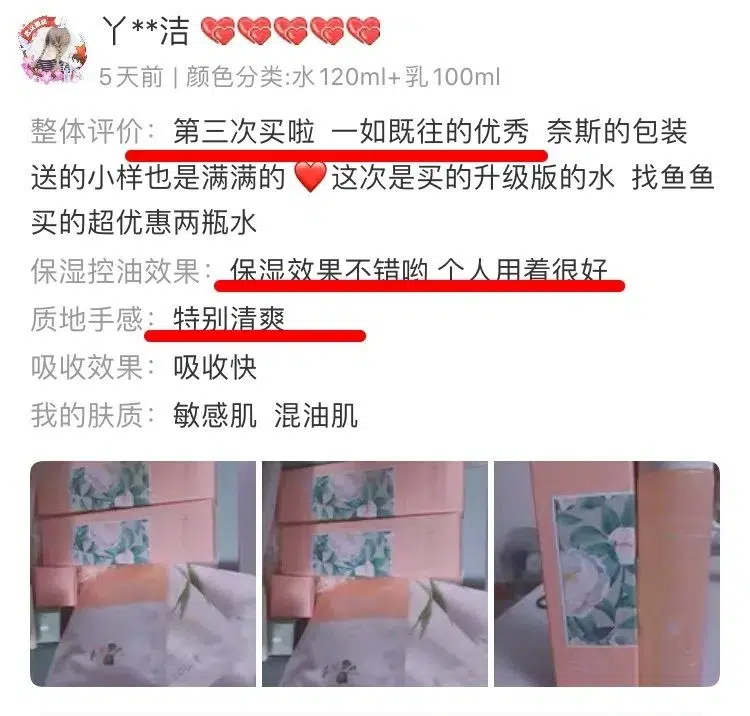 丫**洁
5天前 | 颜色分类:水120ml+乳100ml
整体评价: 第三次买啦 一如既往的优秀 奈斯的包装
送的小样也是满满的❤️这次是买的升级版的水 找鱼鱼
买的超优惠两瓶水
保湿控油效果: 保湿效果不错哟 个人用着很好
质地手感: 特别清爽
吸收效果: 吸收快
我的肤质: 敏感肌 混油肌